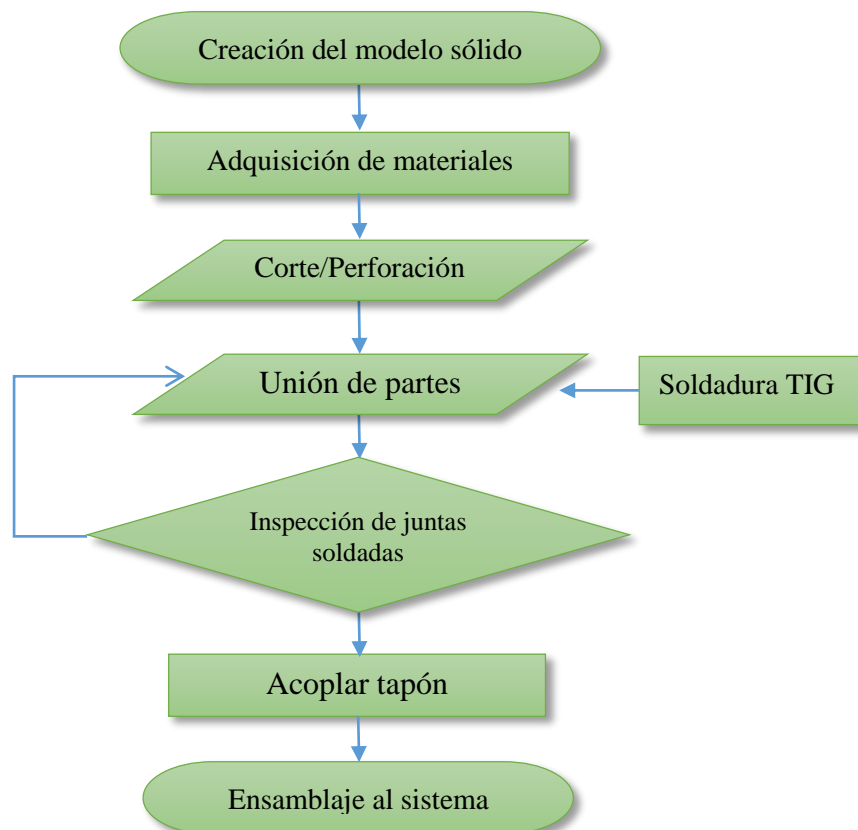 Creación del modelo sólido
Adquisición de materiales
Corte/Perforación
Unión de partes
Soldadura TIG
Inspección de juntas
soldadas
Acoplar tapón
Ensamblaje al sistema